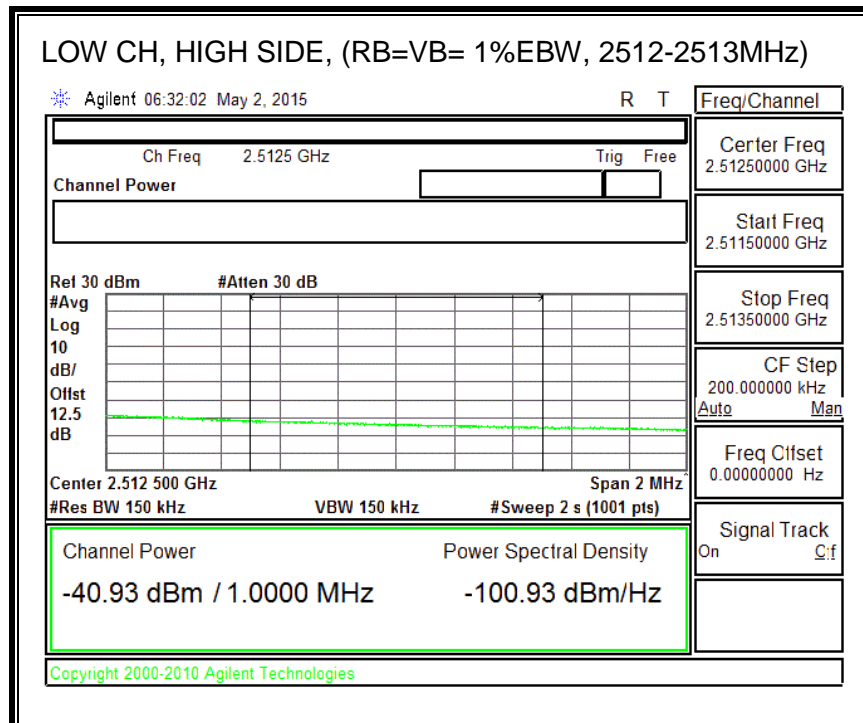 LOW CH, HIGH SIDE, (RB=VB= 1%EBW, 2512-2513MHz)
Agilent 06:32:02 May 2, 2015 R T
Freq/Channel
Ch Freq 2.5125 GHz Trig Free
Channel Power
Center Freq
2.51250000 GHz
Start Freq
2.51150000 GHz
Stop Freq
2.51350000 GHz
CF Step
200.000000 kHz
Auto Man
Freq Offset
0.00000000 Hz
Signal Track
On Off
Ref 30 dBm #Atten 30 dB
#Avg
Log
10
dB/
Offst
12.5
dB
Center 2.512 500 GHz Span 2 MHz
#Res BW 150 kHz VBW 150 kHz #Sweep 2 s (1001 pts)
Channel Power Power Spectral Density
-40.93 dBm / 1.0000 MHz -100.93 dBm/Hz
Copyright 2000-2010 Agilent Technologies